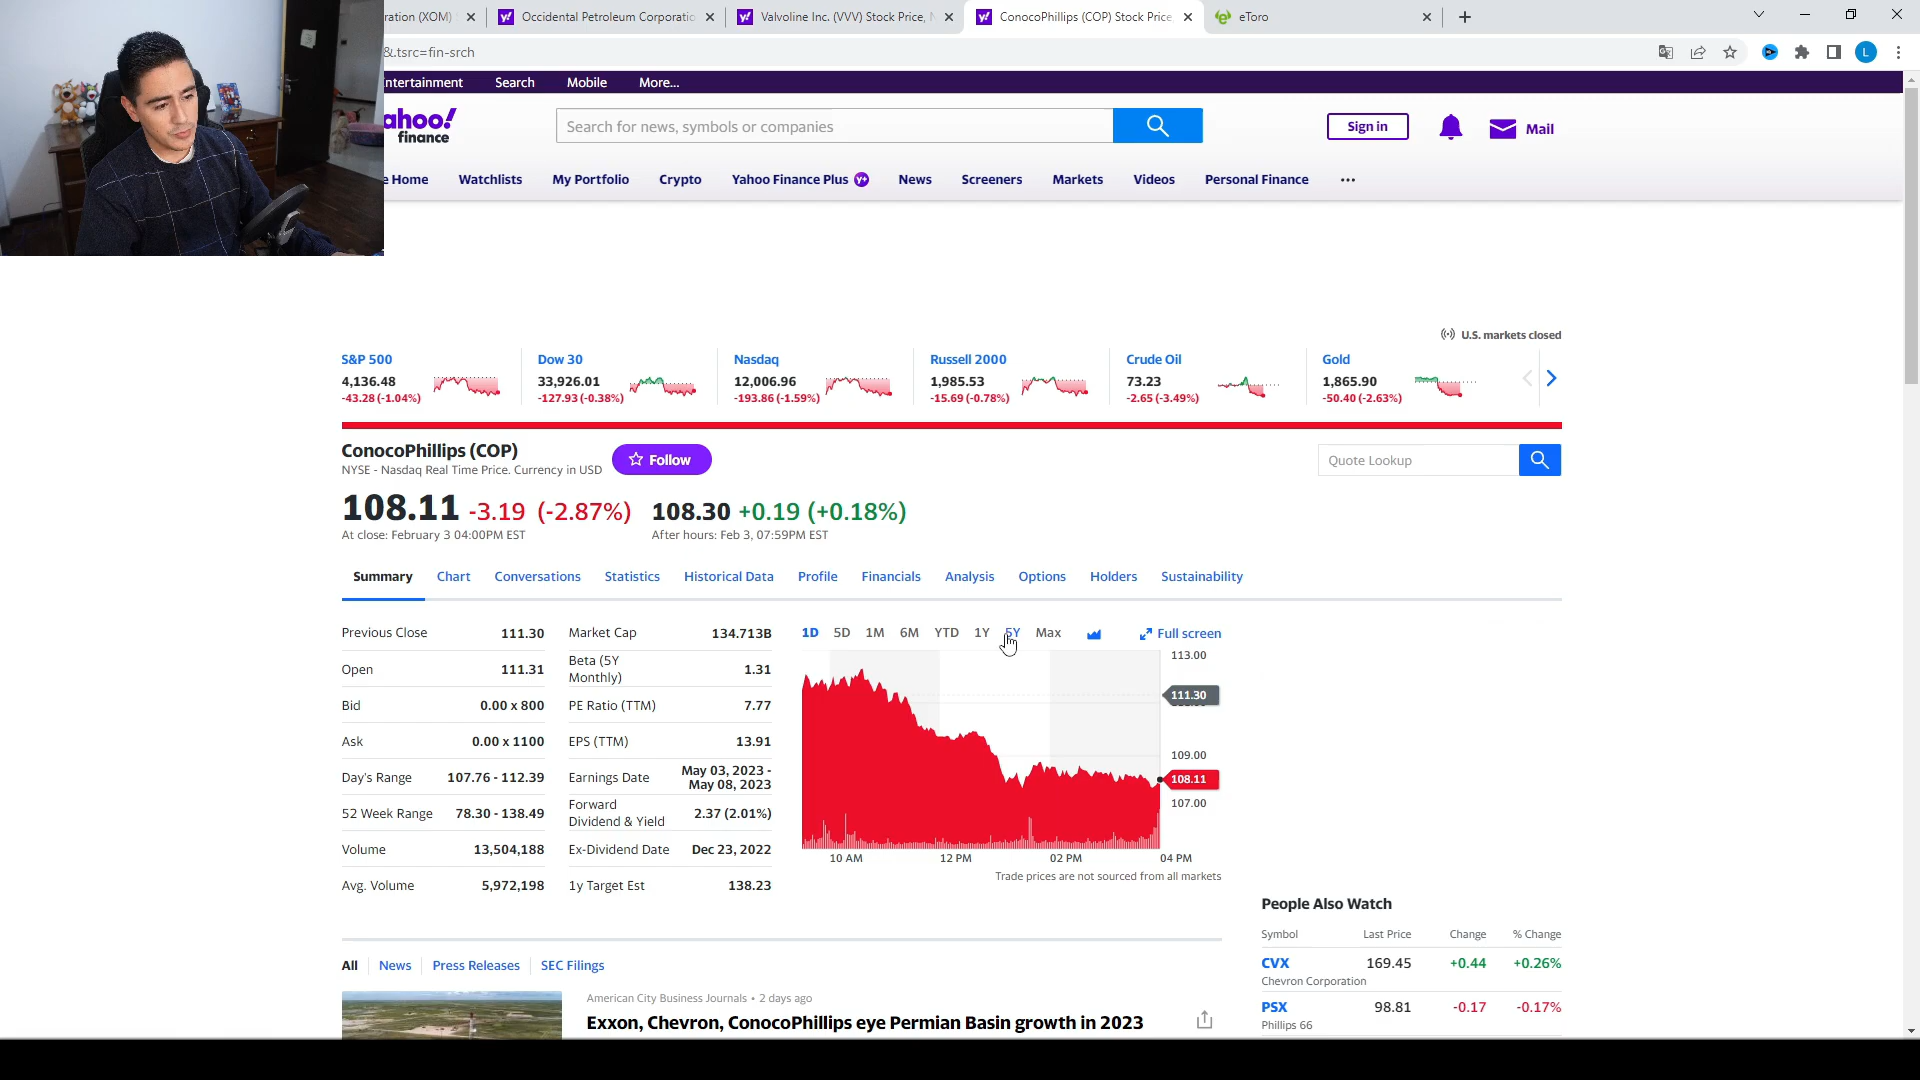 ration (XOM)
Occidental Petroleum Corporatio
Valvoline Inc. (VVV) Stock Price,
ConocoPhillips (COP) Stock Price
eToro
&.tsrc=fin-srch
L
ntertainment Search Mobile More...
ahoo!
finance
Search for news, symbols or companies
Sign in
Mail
e Home Watchlists My Portfolio Crypto Yahoo Finance Plus News Screeners Markets Videos Personal Finance ...
U.S. markets closed
S&P 500 Dow 30 Nasdaq Russell 2000 Crude Oil Gold
4,136.48 33,926.01 12,006.96 1,985.53 73.23 1,865.90
-43.28 (-1.04%) -127.93 (-0.38%) -193.86 (-1.59%) -15.69 (-0.78%) -2.65 (-3.49%) -50.40 (-2.63%)
ConocoPhillips (COP)
NYSE - Nasdaq Real Time Price. Currency in USD
Follow
Quote Lookup
108.11 -3.19 (-2.87%) 108.30 +0.19 (+0.18%)
At close: February 3 04:00PM EST After hours: Feb 3, 07:59PM EST
Summary Chart Conversations Statistics Historical Data Profile Financials Analysis Options Holders Sustainability
Previous Close 111.30
Open 111.31
Bid 0.00 x 800
Ask 0.00 x 1100
Day's Range 107.76 - 112.39
52 Week Range 78.30 - 138.49
Volume 13,504,188
Avg. Volume 5,972,198
Market Cap 134.713B
Beta (5Y
Monthly) 1.31
PE Ratio (TTM) 7.77
EPS (TTM) 13.91
Earnings Date May 03, 2023 -
May 08, 2023
Forward
Dividend & Yield 2.37 (2.01%)
Ex-Dividend Date Dec 23, 2022
1y Target Est 138.23
1D 5D 1M 6M YTD 1Y 5Y Max Full screen
113.00
111.30
109.00
108.11
107.00
10 AM 12 PM 02 PM 04 PM
Trade prices are not sourced from all markets
People Also Watch
Symbol Last Price Change % Change
CVX 169.45 +0.44 +0.26%
Chevron Corporation
PSX 98.81 -0.17 -0.17%
Phillips 66
All News Press Releases SEC Filings
American City Business Journals • 2 days ago
Exxon, Chevron, ConocoPhillips eye Permian Basin growth in 2023